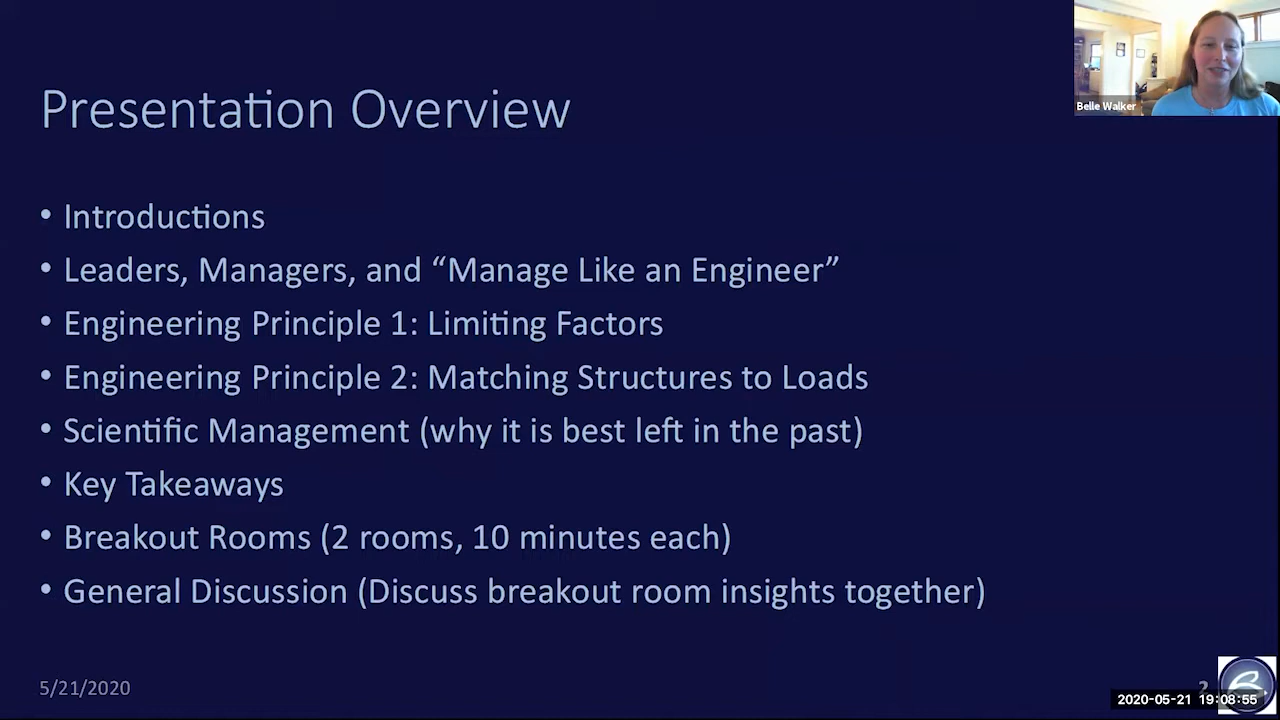 Presentation Overview
Belle Walker
• Introductions
• Leaders, Managers, and “Manage Like an Engineer”
• Engineering Principle 1: Limiting Factors
• Engineering Principle 2: Matching Structures to Loads
• Scientific Management (why it is best left in the past)
• Key Takeaways
• Breakout Rooms (2 rooms, 10 minutes each)
• General Discussion (Discuss breakout room insights together)
5/21/2020
2
2020-05-21 19:08:55